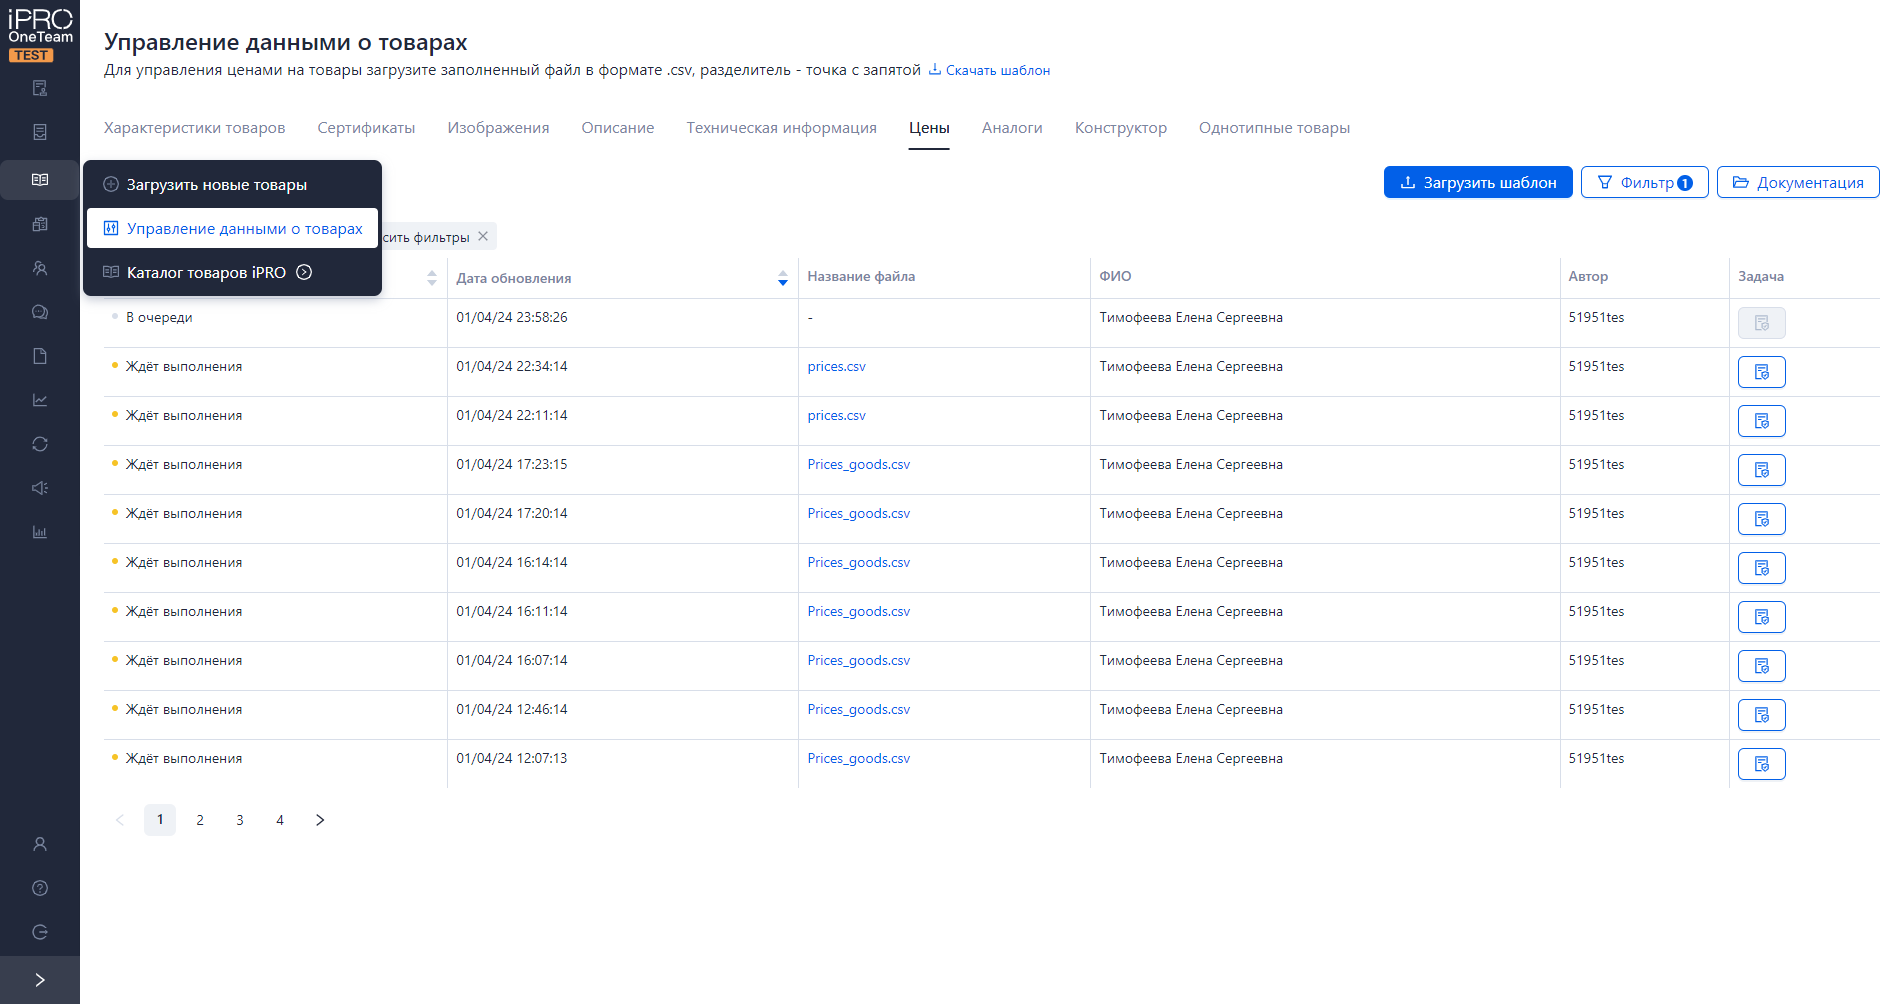 iPRO
OneTeam
TEST
Управление данными о товарах
Для управления ценами на товары загрузите заполненный файл в формате .csv, разделитель - точка с запятой Скачать шаблон
Характеристики товаров Сертификаты Изображения Описание Техническая информация Цены Аналоги Конструктор Однотипные товары
Загрузить новые товары
Управление данными о товарах
Каталог товаров iPRO
Загрузить шаблон Фильтр 1 Документация
сить фильтры
Дата обновления Название файла ФИО Автор Задача
В очереди 01/04/24 23:58:26 - Тимофеева Елена Сергеевна 51951tes
Ждёт выполнения 01/04/24 22:34:14 prices.csv Тимофеева Елена Сергеевна 51951tes
Ждёт выполнения 01/04/24 22:11:14 prices.csv Тимофеева Елена Сергеевна 51951tes
Ждёт выполнения 01/04/24 17:23:15 Prices_goods.csv Тимофеева Елена Сергеевна 51951tes
Ждёт выполнения 01/04/24 17:20:14 Prices_goods.csv Тимофеева Елена Сергеевна 51951tes
Ждёт выполнения 01/04/24 16:14:14 Prices_goods.csv Тимофеева Елена Сергеевна 51951tes
Ждёт выполнения 01/04/24 16:11:14 Prices_goods.csv Тимофеева Елена Сергеевна 51951tes
Ждёт выполнения 01/04/24 16:07:14 Prices_goods.csv Тимофеева Елена Сергеевна 51951tes
Ждёт выполнения 01/04/24 12:46:14 Prices_goods.csv Тимофеева Елена Сергеевна 51951tes
Ждёт выполнения 01/04/24 12:07:13 Prices_goods.csv Тимофеева Елена Сергеевна 51951tes
1 2 3 4